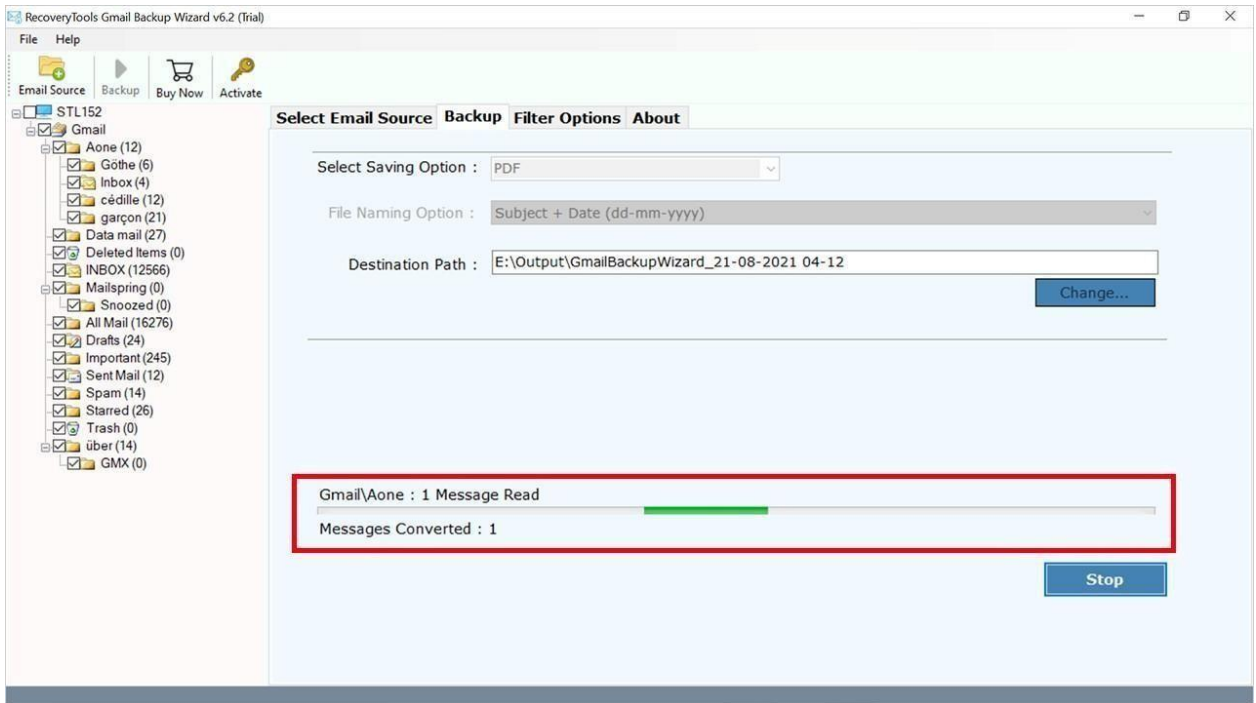 RecoveryTools Gmail Backup Wizard v6.2 (Trial)
File Help
Email Source Backup Buy Now Activate
STL152
Gmail
Aone (12)
Göthe (6)
Inbox (4)
cédille (12)
garçon (21)
Data mail (27)
Deleted Items (0)
INBOX (12566)
Mailspring (0)
Snoozed (0)
All Mail (16276)
Drafts (24)
Important (245)
Sent Mail (12)
Spam (14)
Starred (26)
Trash (0)
über (14)
GMX (0)
Select Email Source Backup Filter Options About
Select Saving Option : PDF
File Naming Option : Subject + Date (dd-mm-yyyy)
Destination Path : E:\Output\GmailBackupWizard_21-08-2021 04-12
Change...
Gmail\Aone : 1 Message Read
Messages Converted : 1
Stop